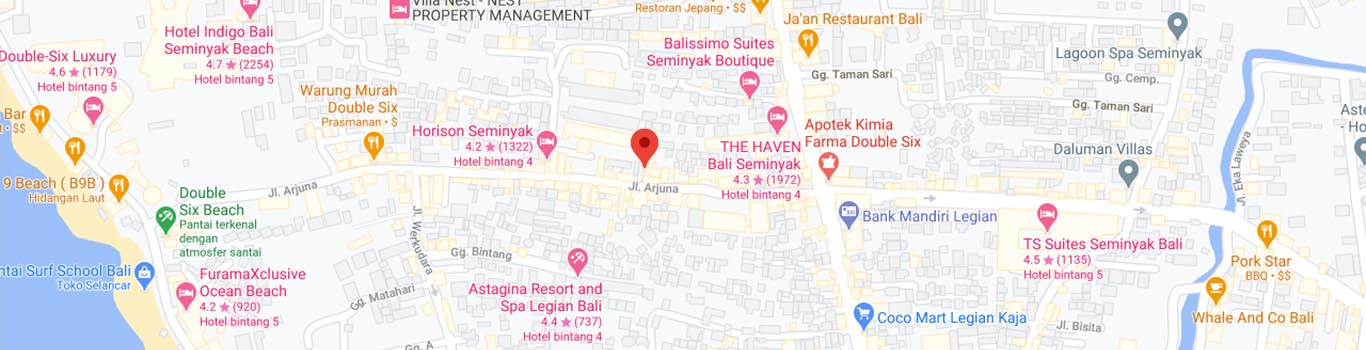 Villa Nest - NEST
PROPERTY MANAGEMENT
Restoran Jepang • $$
Ja'an Restaurant Bali
Hotel Indigo Bali
Seminyak Beach
4.7 ★ (2254)
Hotel bintang 5
Double-Six Luxury
4.6 ★ (1179)
Hotel bintang 5
Balissimo Suites
Seminyak Boutique
Lagoon Spa Seminyak
Gg. Taman Sari
Gg. Cemp.
Gg. Taman Sari
Warung Murah
Double Six
Prasmanan • $
Bar
• $$
Horison Seminyak
4.2 ★ (1322)
Hotel bintang 4
THE HAVEN
Bali Seminyak
4.3 ★ (1972)
Hotel bintang 4
Apotek Kimia
Farma Double Six
Daluman Villas
Jl. Eka Laweya
9 Beach ( B9B )
Hidangan Laut
Jl. Arjuna
Jl. Arjuna
Double
Six Beach
Pantai terkenal
dengan
atmosfer santai
Jl. Werkudara
Bank Mandiri Legian
TS Suites Seminyak Bali
4.5 ★ (1135)
Hotel bintang 5
Gg. Bintang
Pork Star
BBQ • $$
ntai Surf School Bali
Toko Selancar
FuramaXclusive
Ocean Beach
4.2 ★ (920)
Hotel bintang 5
Gg. Matahari
Astagina Resort and
Spa Legian Bali
4.4 ★ (737)
Hotel bintang 4
Coco Mart Legian Kaja
Jl. Bisita
Whale And Co Bali
Gg. A
Aste
- Ho